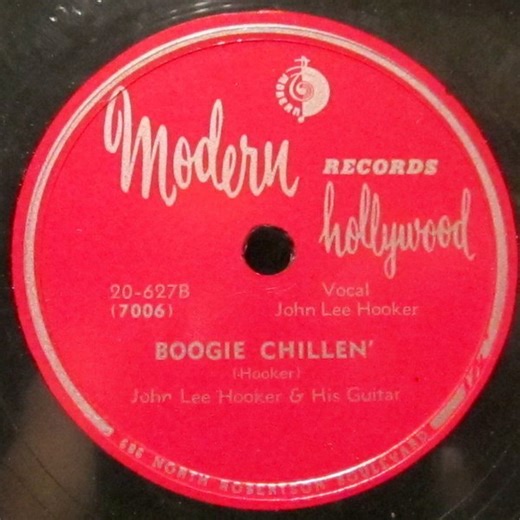 Modern
RECORDS
hollywood
20-627B
(7006)
Vocal
John Lee Hooker
BOOGIE CHILLEN'
(Hooker)
John Lee Hooker & His Guitar
686 NORTH ROBERTSON BOULEVARD